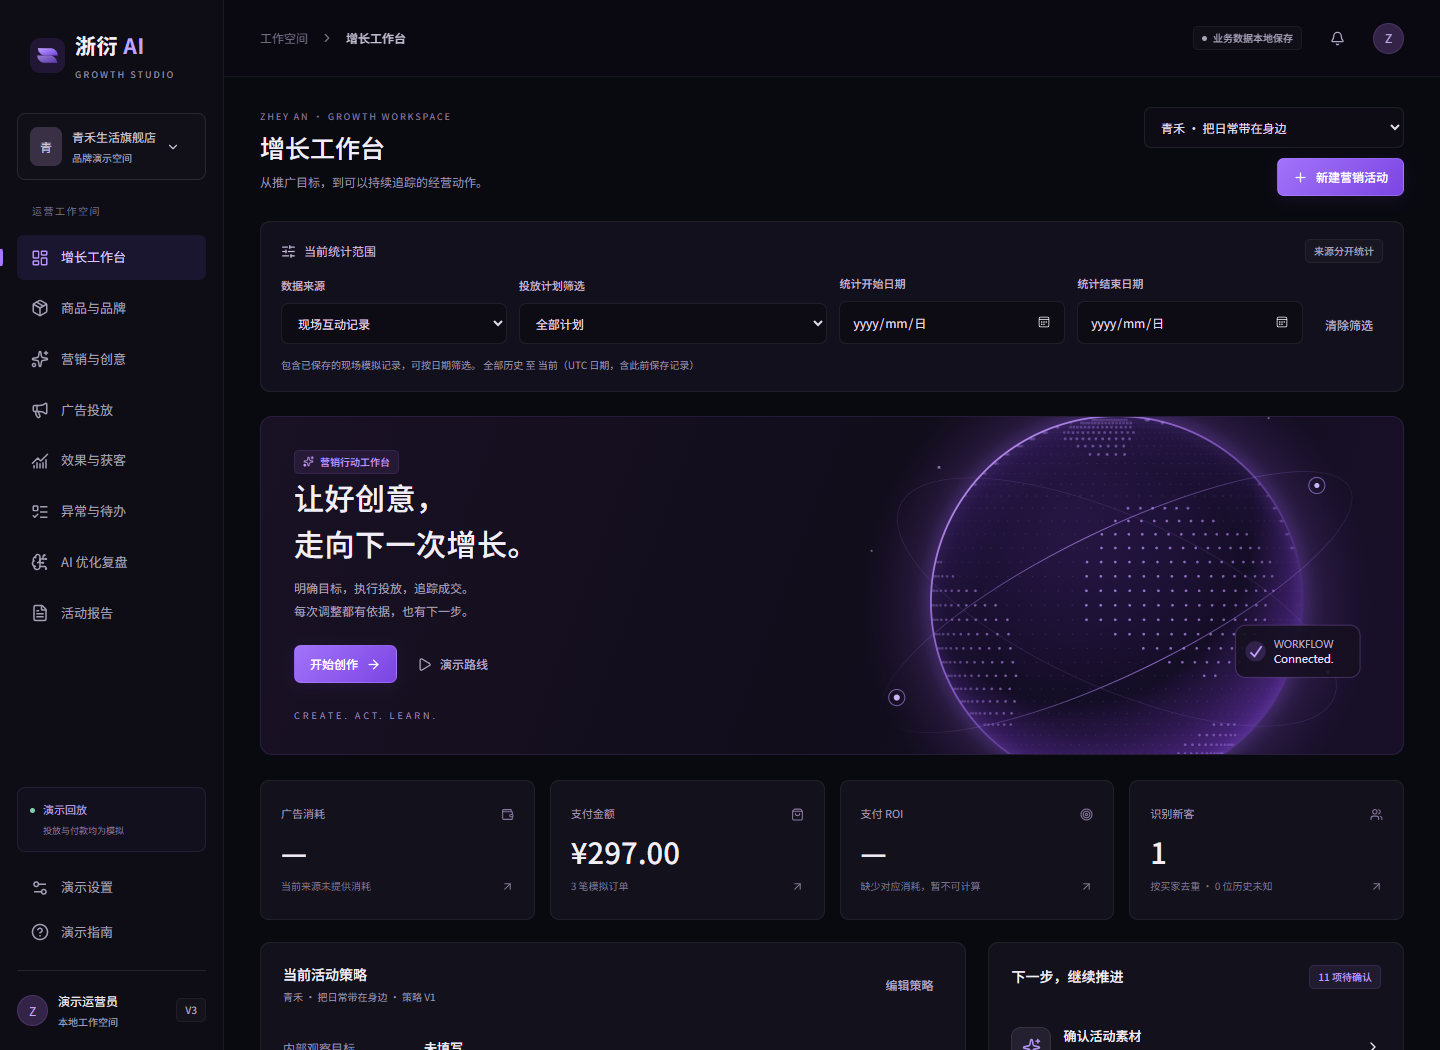 浙衍 AI
GROWTH STUDIO
青
青禾生活旗舰店
品牌演示空间
运营工作空间
增长工作台
商品与品牌
营销与创意
广告投放
效果与获客
异常与待办
AI 优化复盘
活动报告
演示回放
投放与付款均为模拟
演示设置
演示指南
Z
演示运营员
本地工作空间
V3
工作空间
增长工作台
业务数据本地保存
Z
ZHEY AN · GROWTH WORKSPACE
增长工作台
从推广目标，到可以持续追踪的经营动作。
青禾 · 把日常带在身边
新建营销活动
当前统计范围
来源分开统计
数据来源
投放计划筛选
统计开始日期
统计结束日期
现场互动记录
全部计划
yyyy/mm/日
yyyy/mm/日
清除筛选
包含已保存的现场模拟记录，可按日期筛选。 全部历史 至 当前（UTC 日期，含此前保存记录）
营销行动工作台
让好创意，
走向下一次增长。
明确目标，执行投放，追踪成交。
每次调整都有依据，也有下一步。
开始创作
演示路线
CREATE. ACT. LEARN.
WORKFLOW
Connected.
广告消耗
—
当前来源未提供消耗
支付金额
¥297.00
3 笔模拟订单
支付 ROI
—
缺少对应消耗，暂不可计算
识别新客
1
按买家去重 · 0 位历史未知
当前活动策略
青禾 · 把日常带在身边 · 策略 V1
编辑策略
内部观察目标
未填写
下一步，继续推进
11 项待确认
确认活动素材